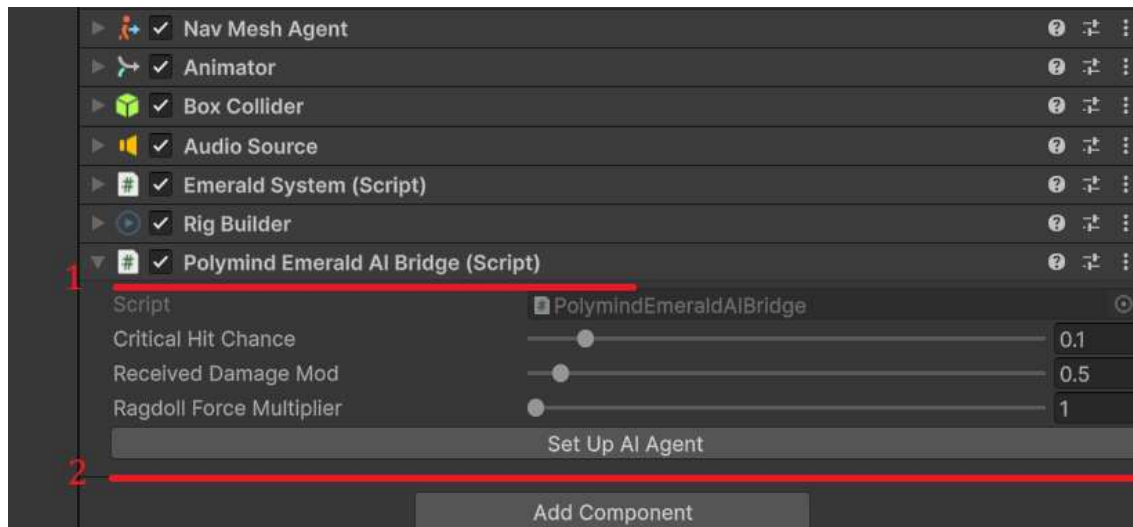 Nav Mesh Agent
Animator
Box Collider
Audio Source
# Emerald System (Script)
Rig Builder
1 # Polymind Emerald AI Bridge (Script)
Script PolymindEmeraldAIBridge
Critical Hit Chance 0.1
Received Damage Mod 0.5
Ragdoll Force Multiplier 1
Set Up AI Agent
2
Add Component